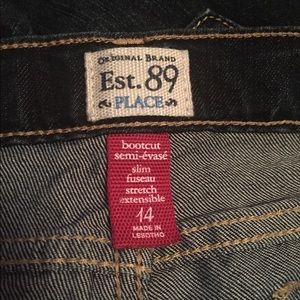 ORIGINAL BRAND
Est. 89
PLACE
bootcut
semi-évasé
slim
fuseau
stretch
extensible
14
MADE IN
LESOTHO